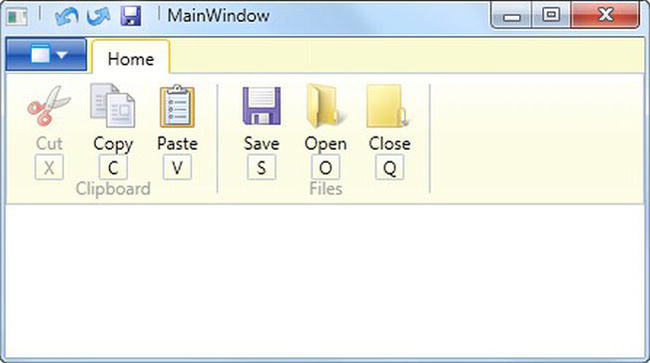 MainWindow
Home
Cut Copy Paste Save Open Close
X C V S O Q
Clipboard Files